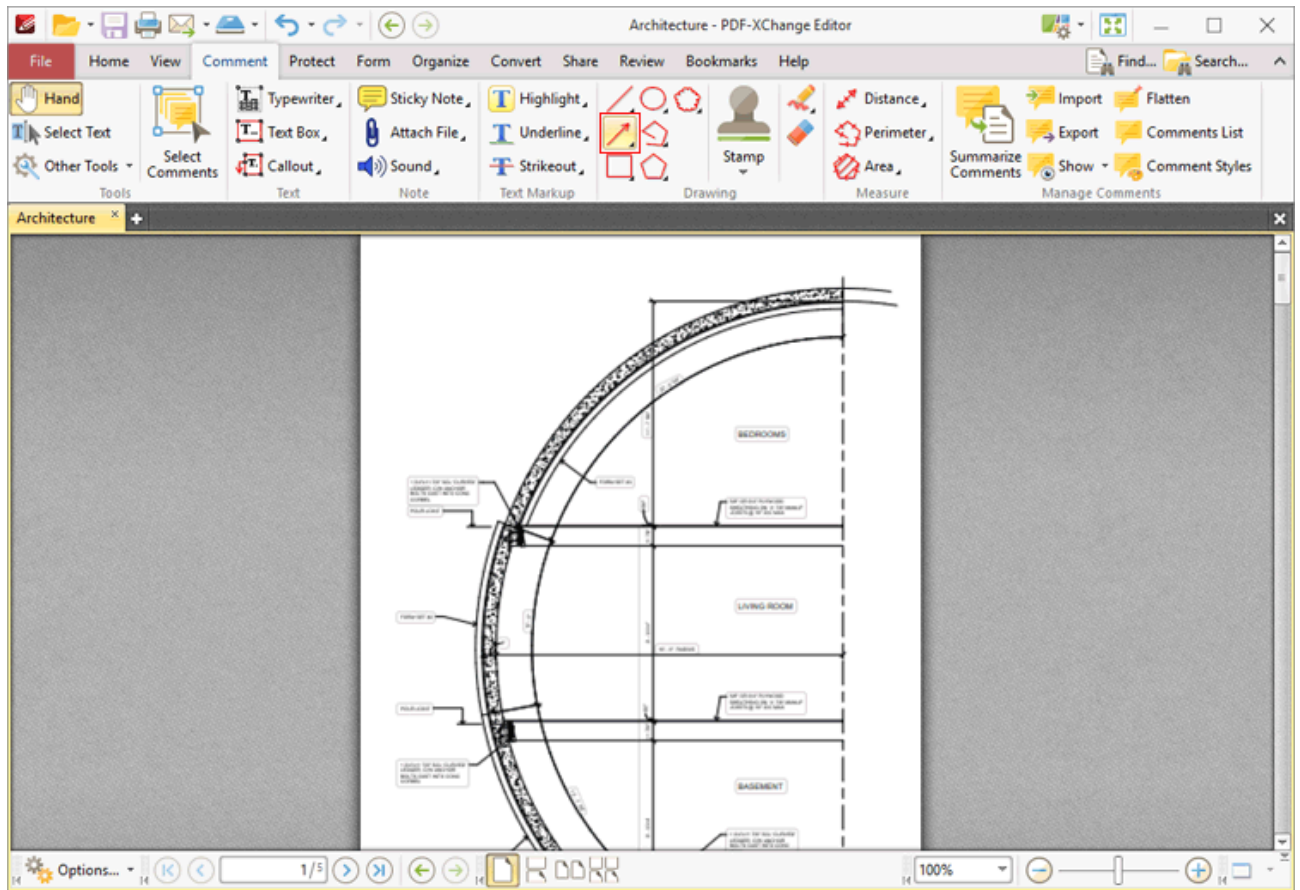 Architecture - PDF-XChange Editor
File Home View Comment Protect Form Organize Convert Share Review Bookmarks Help Find... Search...
Hand
Select Text
Other Tools
Tools
Select
Comments
Typewriter
Text Box
Callout
Text
Sticky Note
Attach File
Sound
Note
Highlight
Underline
Strikeout
Text Markup
Drawing
Stamp
Distance
Perimeter
Area
Measure
Summarize
Comments
Import
Export
Show
Flatten
Comments List
Comment Styles
Manage Comments
Architecture
BEDROOMS
LIVING ROOM
BASEMENT
Options... 1/5 100%